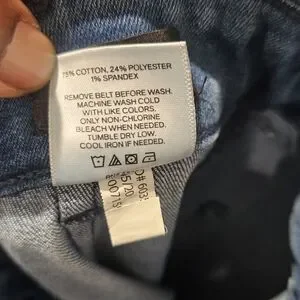 75% COTTON, 24% POLYESTER
1% SPANDEX
REMOVE BELT BEFORE WASH.
MACHINE WASH COLD
WITH LIKE COLORS.
ONLY NON-CHLORINE
BLEACH WHEN NEEDED.
TUMBLE DRY LOW.
COOL IRON IF NEEDED.